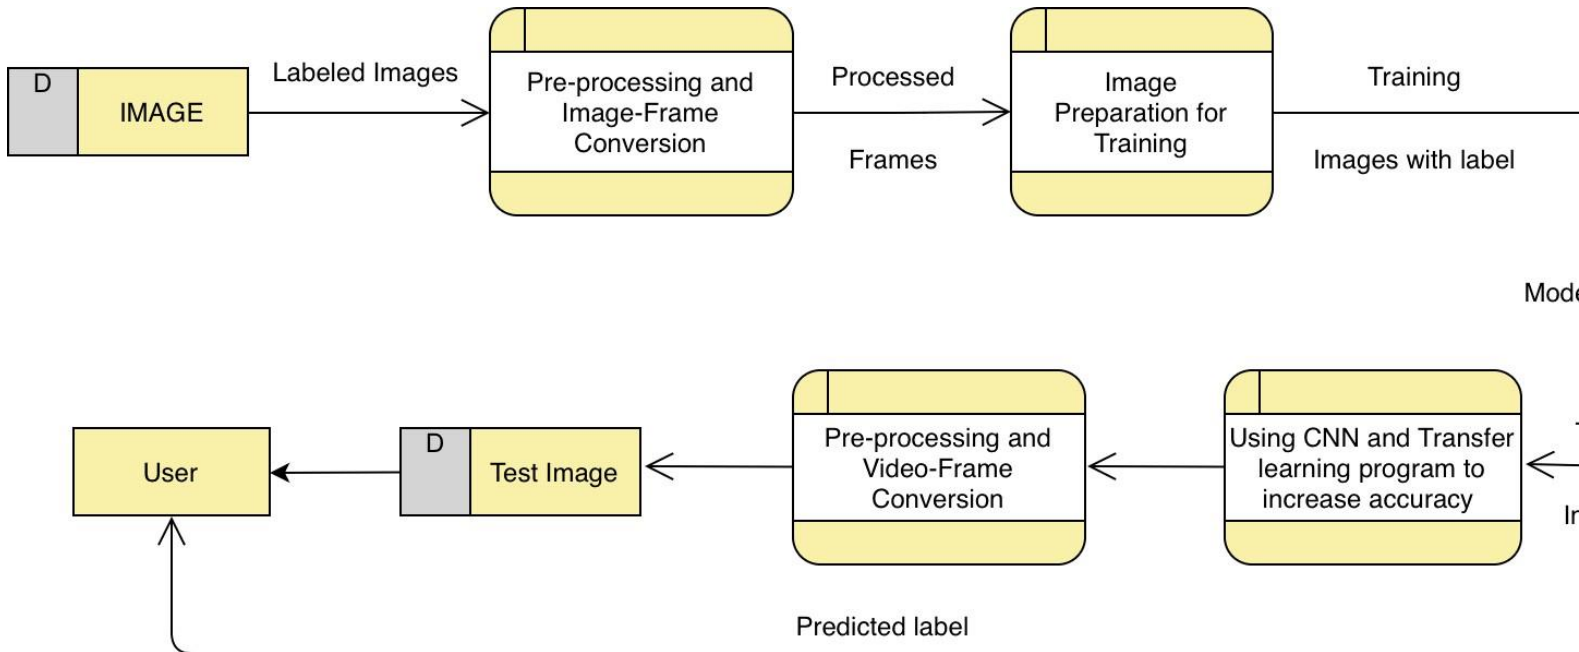 D
IMAGE
Labeled Images
Pre-processing and
Image-Frame
Conversion
Processed
Frames
Image
Preparation for
Training
Training
Images with label
User
D
Test Image
Pre-processing and
Video-Frame
Conversion
Using CNN and Transfer
learning program to
increase accuracy
Predicted label